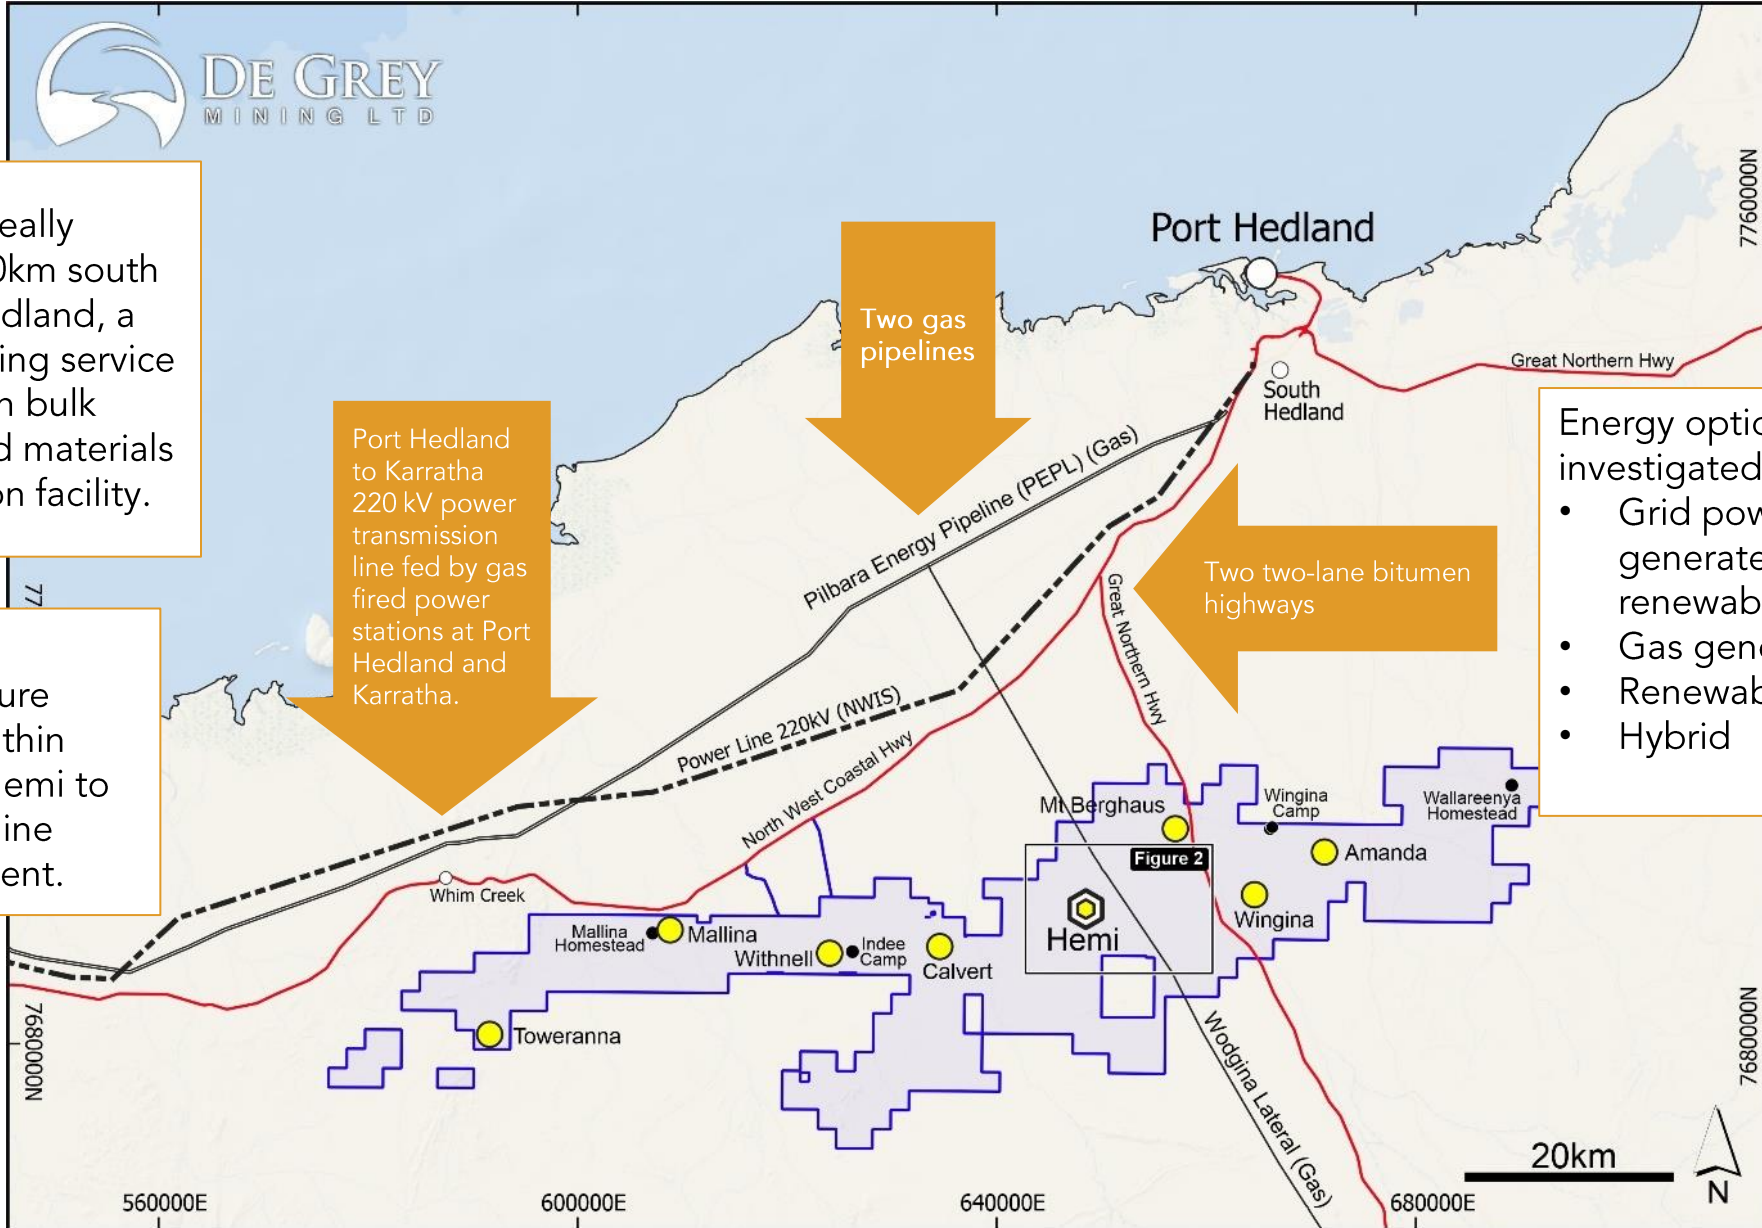 DE GREY
MINING LTD
eally
0km south
dland, a
ing service
n bulk
d materials
on facility.
ure
thin
emi to
ine
ent.
Port Hedland
to Karratha
220 kV power
transmission
line fed by gas
fired power
stations at Port
Hedland and
Karratha.
Two gas
pipelines
Port Hedland
South
Hedland
Great Northern Hwy
7760000N
Pilbara Energy Pipeline (PEPL) (Gas)
Two two-lane bitumen
highways
Great Northern Hwy
Energy optio
investigated
• Grid pow
generate
renewab
• Gas gene
• Renewab
• Hybrid
77
Power Line 220kV (NWIS)
North West Coastal Hwy
Whim Creek
Mt Berghaus
Wingina
Camp
Wallareenya
Homestead
Figure 2
Amanda
Wingina
Hemi
Mallina
Homestead
Mallina
Withnell
Indee
Camp
Calvert
Toweranna
Wodgina Lateral (Gas)
7680000N
7680000N
20km
N
560000E
600000E
640000E
680000E